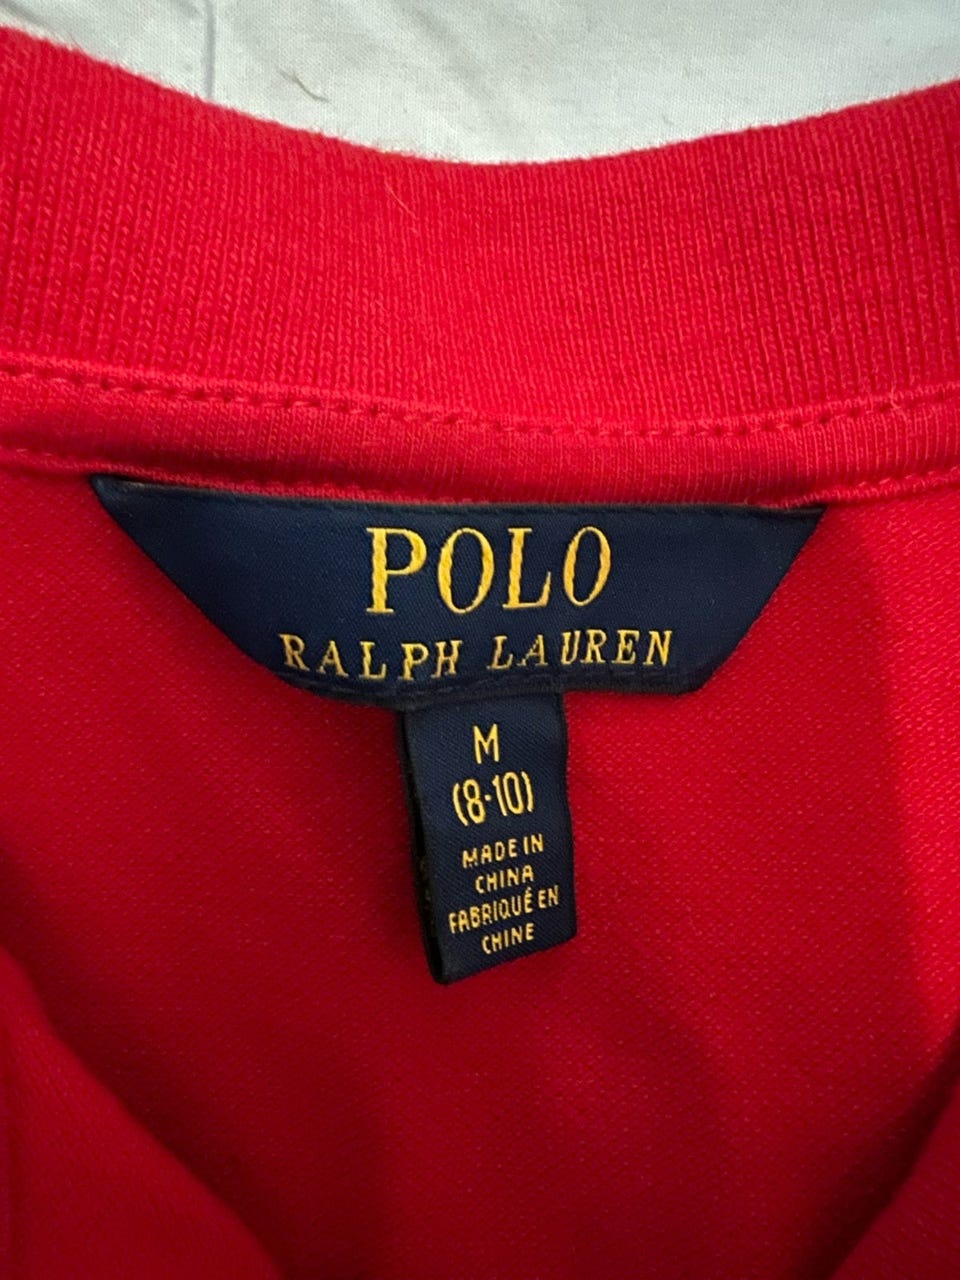 POLO
RALPH LAUREN
M
(8-10)
MADE IN
CHINA
FABRIQUÉ EN
CHINE